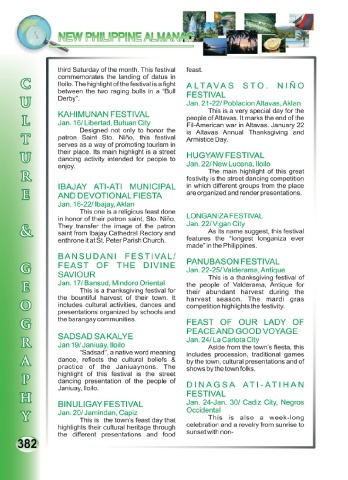 NEW PHILIPPINE ALMANAC
CULTURE & GEOGRAPHY
third Saturday of the month. This festival
commemorates the landing of datus in
Iloilo. The highlight of the festival is a fight
between the two raging bulls in a "Bull
Derby".
KAHIMUNAN FESTIVAL
Jan. 16/ Libertad, Butuan City
Designed not only to honor the
patron Saint Sto. Niño, this festival
serves as a way of promoting tourism in
their place. Its main highlight is a street
dancing activity intended for people to
enjoy.
IBAJAY ATI-ATI MUNICIPAL
AND DEVOTIONAL FIESTA
Jan. 16-22/ Ibajay, Aklan
This one is a religious feast done
in honor of their patron saint, Sto. Niño.
They transfer the image of the patron
saint from Ibajay Cathedral Rectory and
enthrone it at St. Peter Parish Church.
BANSUDANI FESTIVAL/
FEAST OF THE DIVINE
SAVIOUR
Jan. 17/ Bansud, Mindoro Oriental
This is a thanksgiving festival for
the bountiful harvest of their town. It
includes cultural activities, dances and
presentations organized by schools and
the barangay communities.
SADSAD SA KALYE
Jan 19/ Januay, Iloilo
"Sadsad", a native word meaning
dance, reflects the cultural beliefs &
practice of the Janiuaynons. The
highlight of this festival is the street
dancing presentation of the people of
Janiuay, Iloilo.
BINULIGAY FESTIVAL
Jan. 20/ Jamindan, Capiz
This is the town's feast day that
highlights their cultural heritage through
the different presentations and food
feast.
ALTAVAS STO. NIÑO
FESTIVAL
Jan. 21-22/ Poblacion Altavas, Aklan
This is a very special day for the
people of Altavas. It marks the end of the
Fil-American war in Altavas. January 22
is Altavas Annual Thanksgiving and
Armistice Day.
HUGYAW FESTIVAL
Jan. 22/ New Lucena, Iloilo
The main highlight of this great
festivity is the street dancing competition
in which different groups from the place
are organized and render presentations.
LONGANIZA FESTIVAL
Jan. 22/ Vigan City
As its name suggest, this festival
features the "longest longaniza ever
made" in the Philippines.
PANUBASON FESTIVAL
Jan. 22-25/ Valderama, Antique
This is a thanksgiving festival of
the people of Valderama, Antique for
their abundant harvest during the
harvest season. The mardi gras
competition highlights the festivity.
FEAST OF OUR LADY OF
PEACE AND GOOD VOYAGE
Jan. 24/ La Carlota City
Aside from the town's fiesta, this
includes procession, traditional games
by the town, cultural presentations and of
shows by the town folks.
DINAGSA ATI-ATIHAN
FESTIVAL
Jan. 24-Jan. 30/ Cadiz City, Negros
Occidental
This is also a week-long
celebration and a revelry from sunrise to
sunset with non-
382